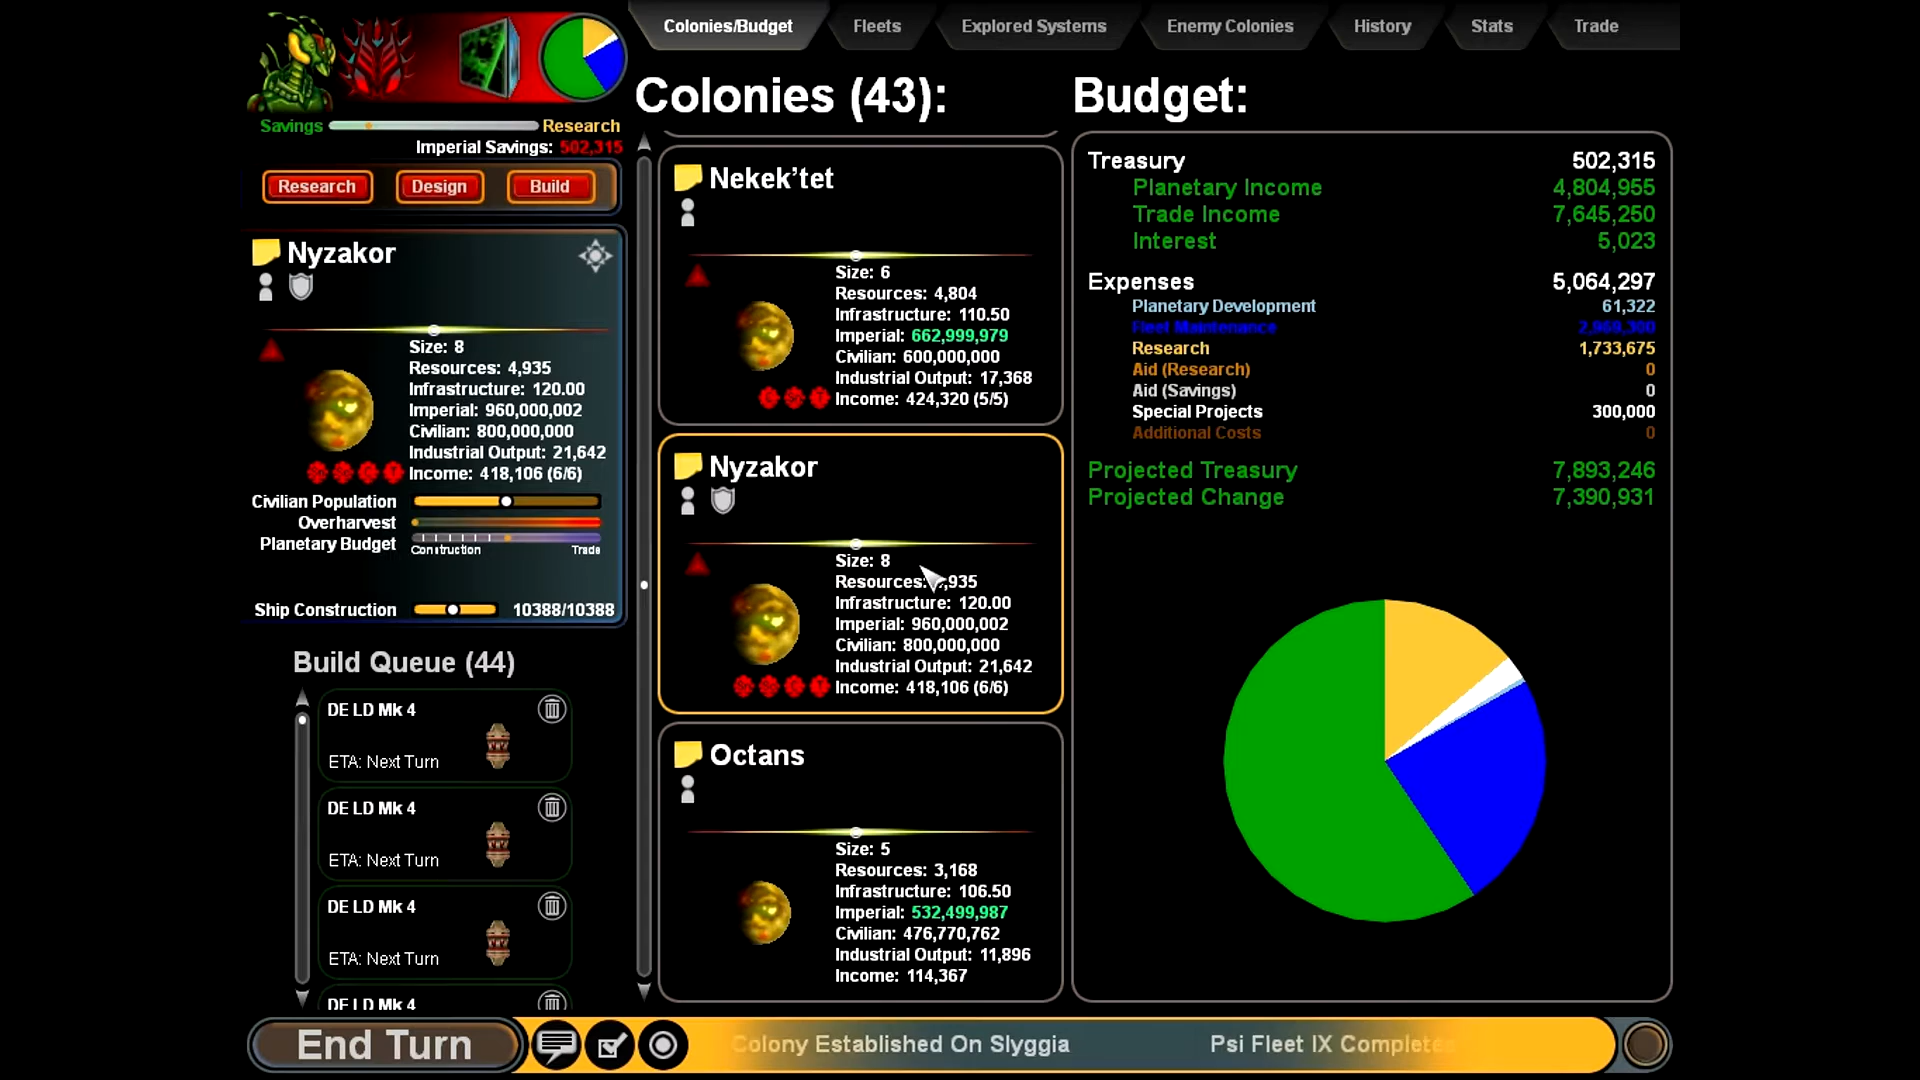 Colonies/Budget
Fleets
Explored Systems
Enemy Colonies
History
Stats
Trade
Savings
Research
Imperial Savings: 502,315
Research
Design
Build
Nyzakor
Size: 8
Resources: 4,935
Infrastructure: 120.00
Imperial: 960,000,002
Civilian: 800,000,000
Industrial Output: 21,642
Income: 418,106 (6/6)
Civilian Population
Overharvest
Planetary Budget
Construction
Trade
Ship Construction
10388/10388
Build Queue (44)
DE LD Mk 4
ETA: Next Turn
DE LD Mk 4
ETA: Next Turn
DE LD Mk 4
ETA: Next Turn
DE LD Mk 4
Colonies (43):
Nekek'tet
Size: 6
Resources: 4,804
Infrastructure: 110.50
Imperial: 662,999,979
Civilian: 600,000,000
Industrial Output: 17,368
Income: 424,320 (5/5)
Nyzakor
Size: 8
Resources: ,935
Infrastructure: 120.00
Imperial: 960,000,002
Civilian: 800,000,000
Industrial Output: 21,642
Income: 418,106 (6/6)
Octans
Size: 5
Resources: 3,168
Infrastructure: 106.50
Imperial: 532,499,987
Civilian: 476,770,762
Industrial Output: 11,896
Income: 114,367
Budget:
Treasury 502,315
Planetary Income 4,804,955
Trade Income 7,645,250
Interest 5,023
Expenses 5,064,297
Planetary Development 61,322
Fleet Maintenance 2,969,300
Research 1,733,675
Aid (Research) 0
Aid (Savings) 0
Special Projects 300,000
Additional Costs 0
Projected Treasury 7,893,246
Projected Change 7,390,931
End Turn
Colony Established On Slyggia
Psi Fleet IX Complete